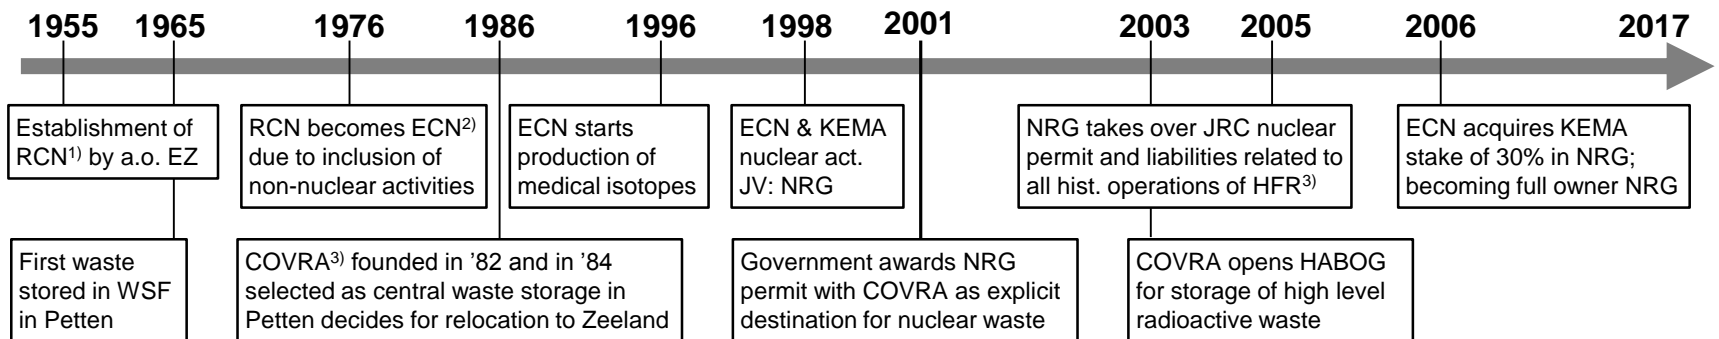 1955 1965 1976 1986 1996 1998 2001 2003 2005 2006 2017
Establishment of
RCN1) by a.o. EZ
RCN becomes ECN2)
due to inclusion of
non-nuclear activities
ECN starts
production of
medical isotopes
ECN & KEMA
nuclear act.
JV: NRG
NRG takes over JRC nuclear
permit and liabilities related to
all hist. operations of HFR3)
ECN acquires KEMA
stake of 30% in NRG;
becoming full owner NRG
First waste
stored in WSF
in Petten
COVRA3) founded in ’82 and in ’84
selected as central waste storage in
Petten decides for relocation to Zeeland
Government awards NRG
permit with COVRA as explicit
destination for nuclear waste
COVRA opens HABOG
for storage of high level
radioactive waste